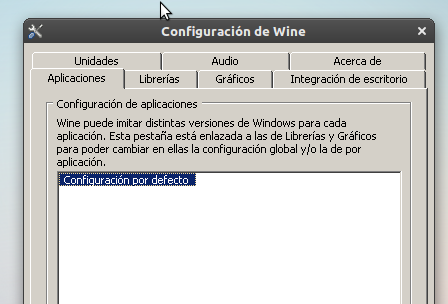 Configuración de Wine
Unidades
Audio
Acerca de
Aplicaciones
Librerías
Gráficos
Integración de escritorio
Configuración de aplicaciones
Wine puede imitar distintas versiones de Windows para cada
aplicación. Esta pestaña está enlazada a las de Librerías y Gráficos
para poder cambiar en ellas la configuración global y/o la de por
aplicación.
Configuración por defecto